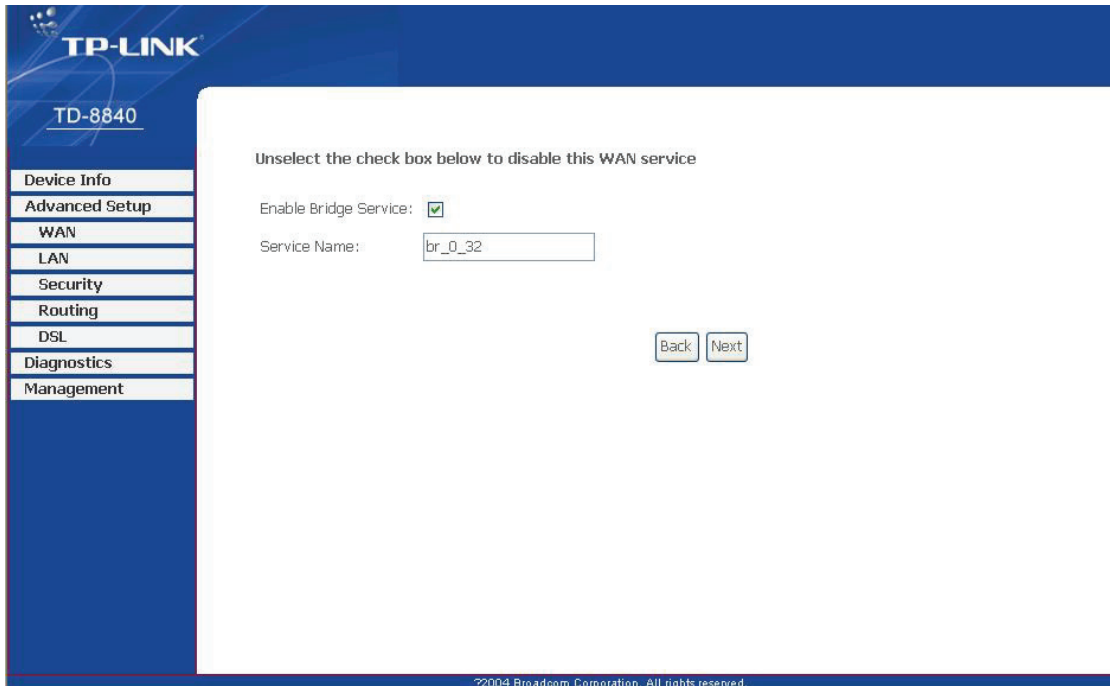 TP-LINK
TD-8840
Device Info
Advanced Setup
WAN
LAN
Security
Routing
DSL
Diagnostics
Management
Unselect the check box below to disable this WAN service
Enable Bridge Service:
Service Name: br_0_32
Back Next
?2004 Broadcom Corporation. All rights reserved.